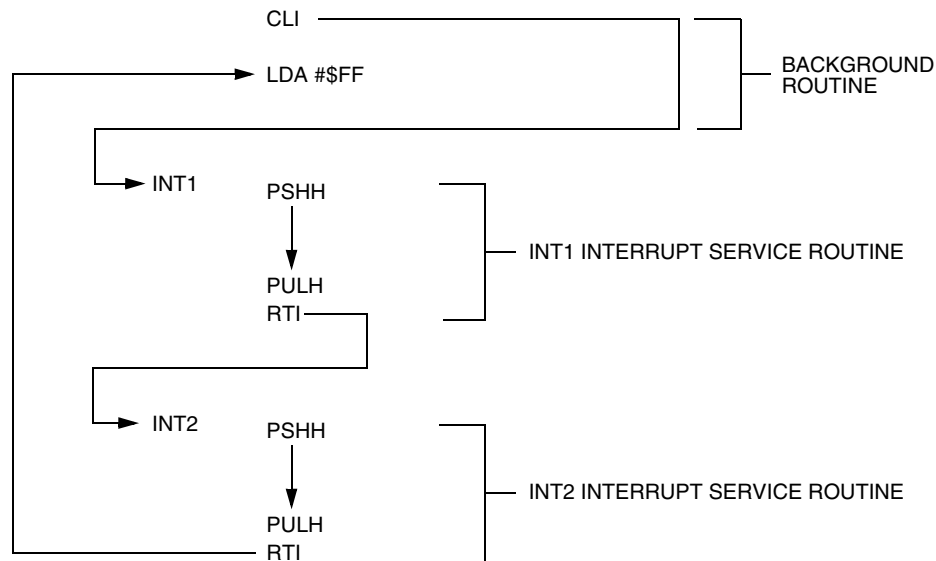 CLI
LDA #$FF
BACKGROUND
ROUTINE
INT1
PSHH
INT1 INTERRUPT SERVICE ROUTINE
PULH
RTI
INT2
PSHH
INT2 INTERRUPT SERVICE ROUTINE
PULH
RTI